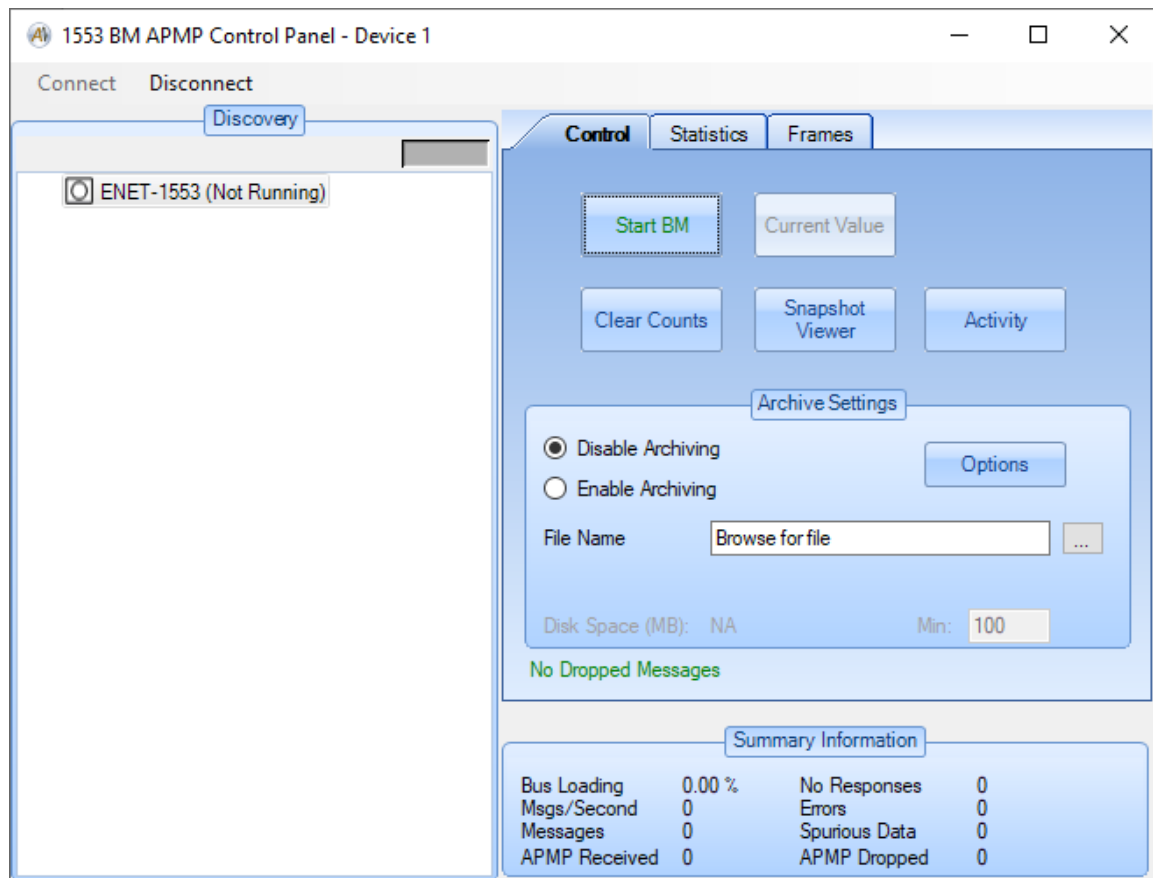 1553 BM APMP Control Panel - Device 1
Connect Disconnect
Discovery
ENET-1553 (Not Running)
Control Statistics Frames
Start BM Current Value
Clear Counts Snapshot Viewer Activity
Archive Settings
Disable Archiving
Options
Enable Archiving
File Name Browse for file ...
Disk Space (MB): NA Min: 100
No Dropped Messages
Summary Information
Bus Loading 0.00 % No Responses 0
Msgs/Second 0 Errors 0
Messages 0 Spurious Data 0
APMP Received 0 APMP Dropped 0